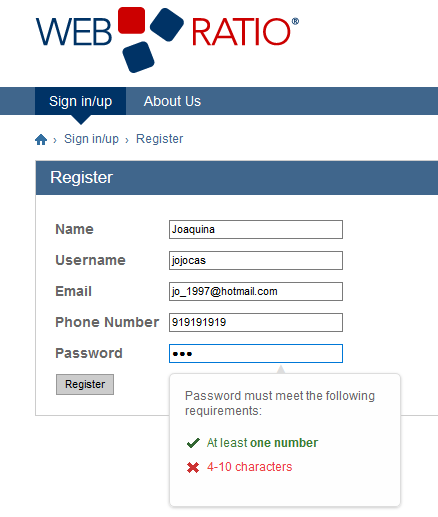 WEB RATIO®
Sign in/up About Us
› Sign in/up › Register
Register
Name Joaquina
Username jojocas
Email jo_1997@hotmail.com
Phone Number 919191919
Password •••
Register
Password must meet the following
requirements:
At least one number
4-10 characters